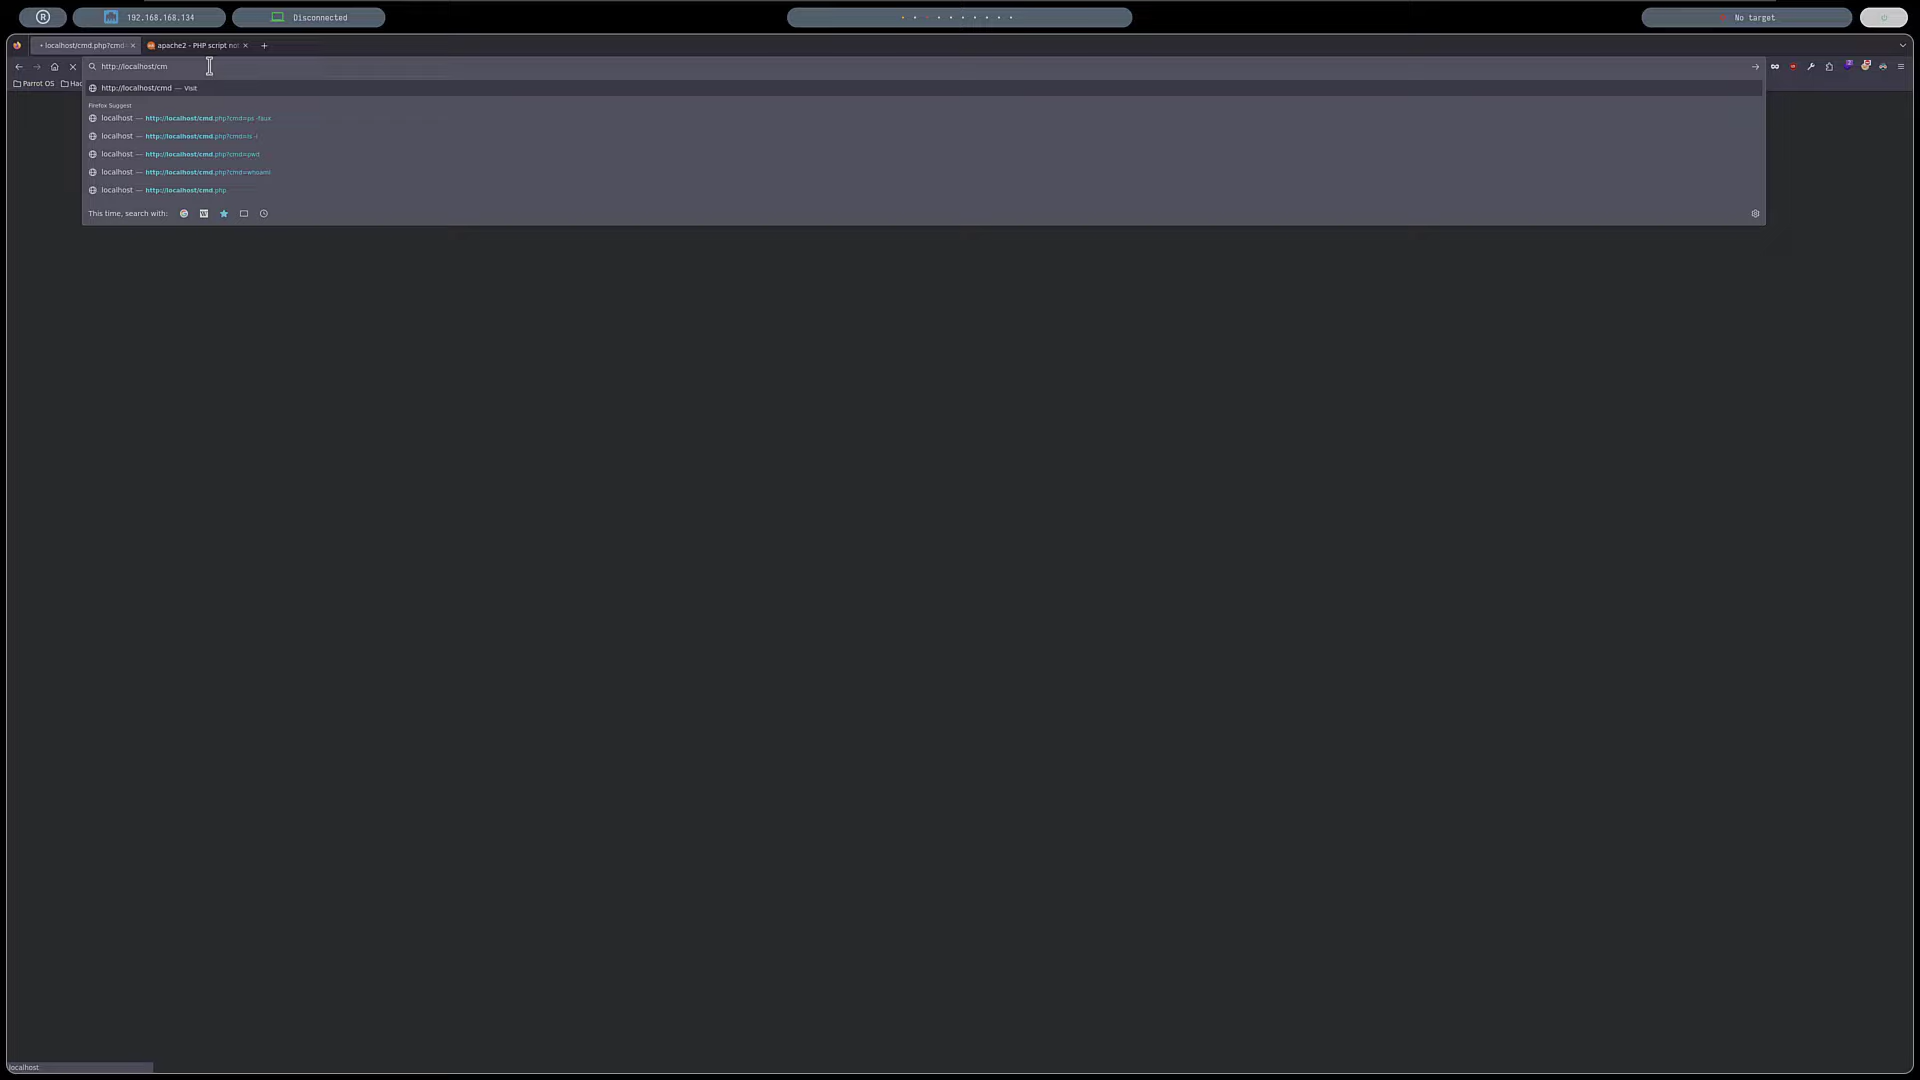 192.168.168.134
Disconnected
No target
localhost/cmd.php?cmd
apache2 - PHP script not
http://localhost/cm
Parrot OS
Hac
http://localhost/cmd — Visit
Firefox Suggest
localhost — http://localhost/cmd.php?cmd=ps -faux
localhost — http://localhost/cmd.php?cmd=ls -l
localhost — http://localhost/cmd.php?cmd=pwd
localhost — http://localhost/cmd.php?cmd=whoami
localhost — http://localhost/cmd.php
This time, search with:
localhost